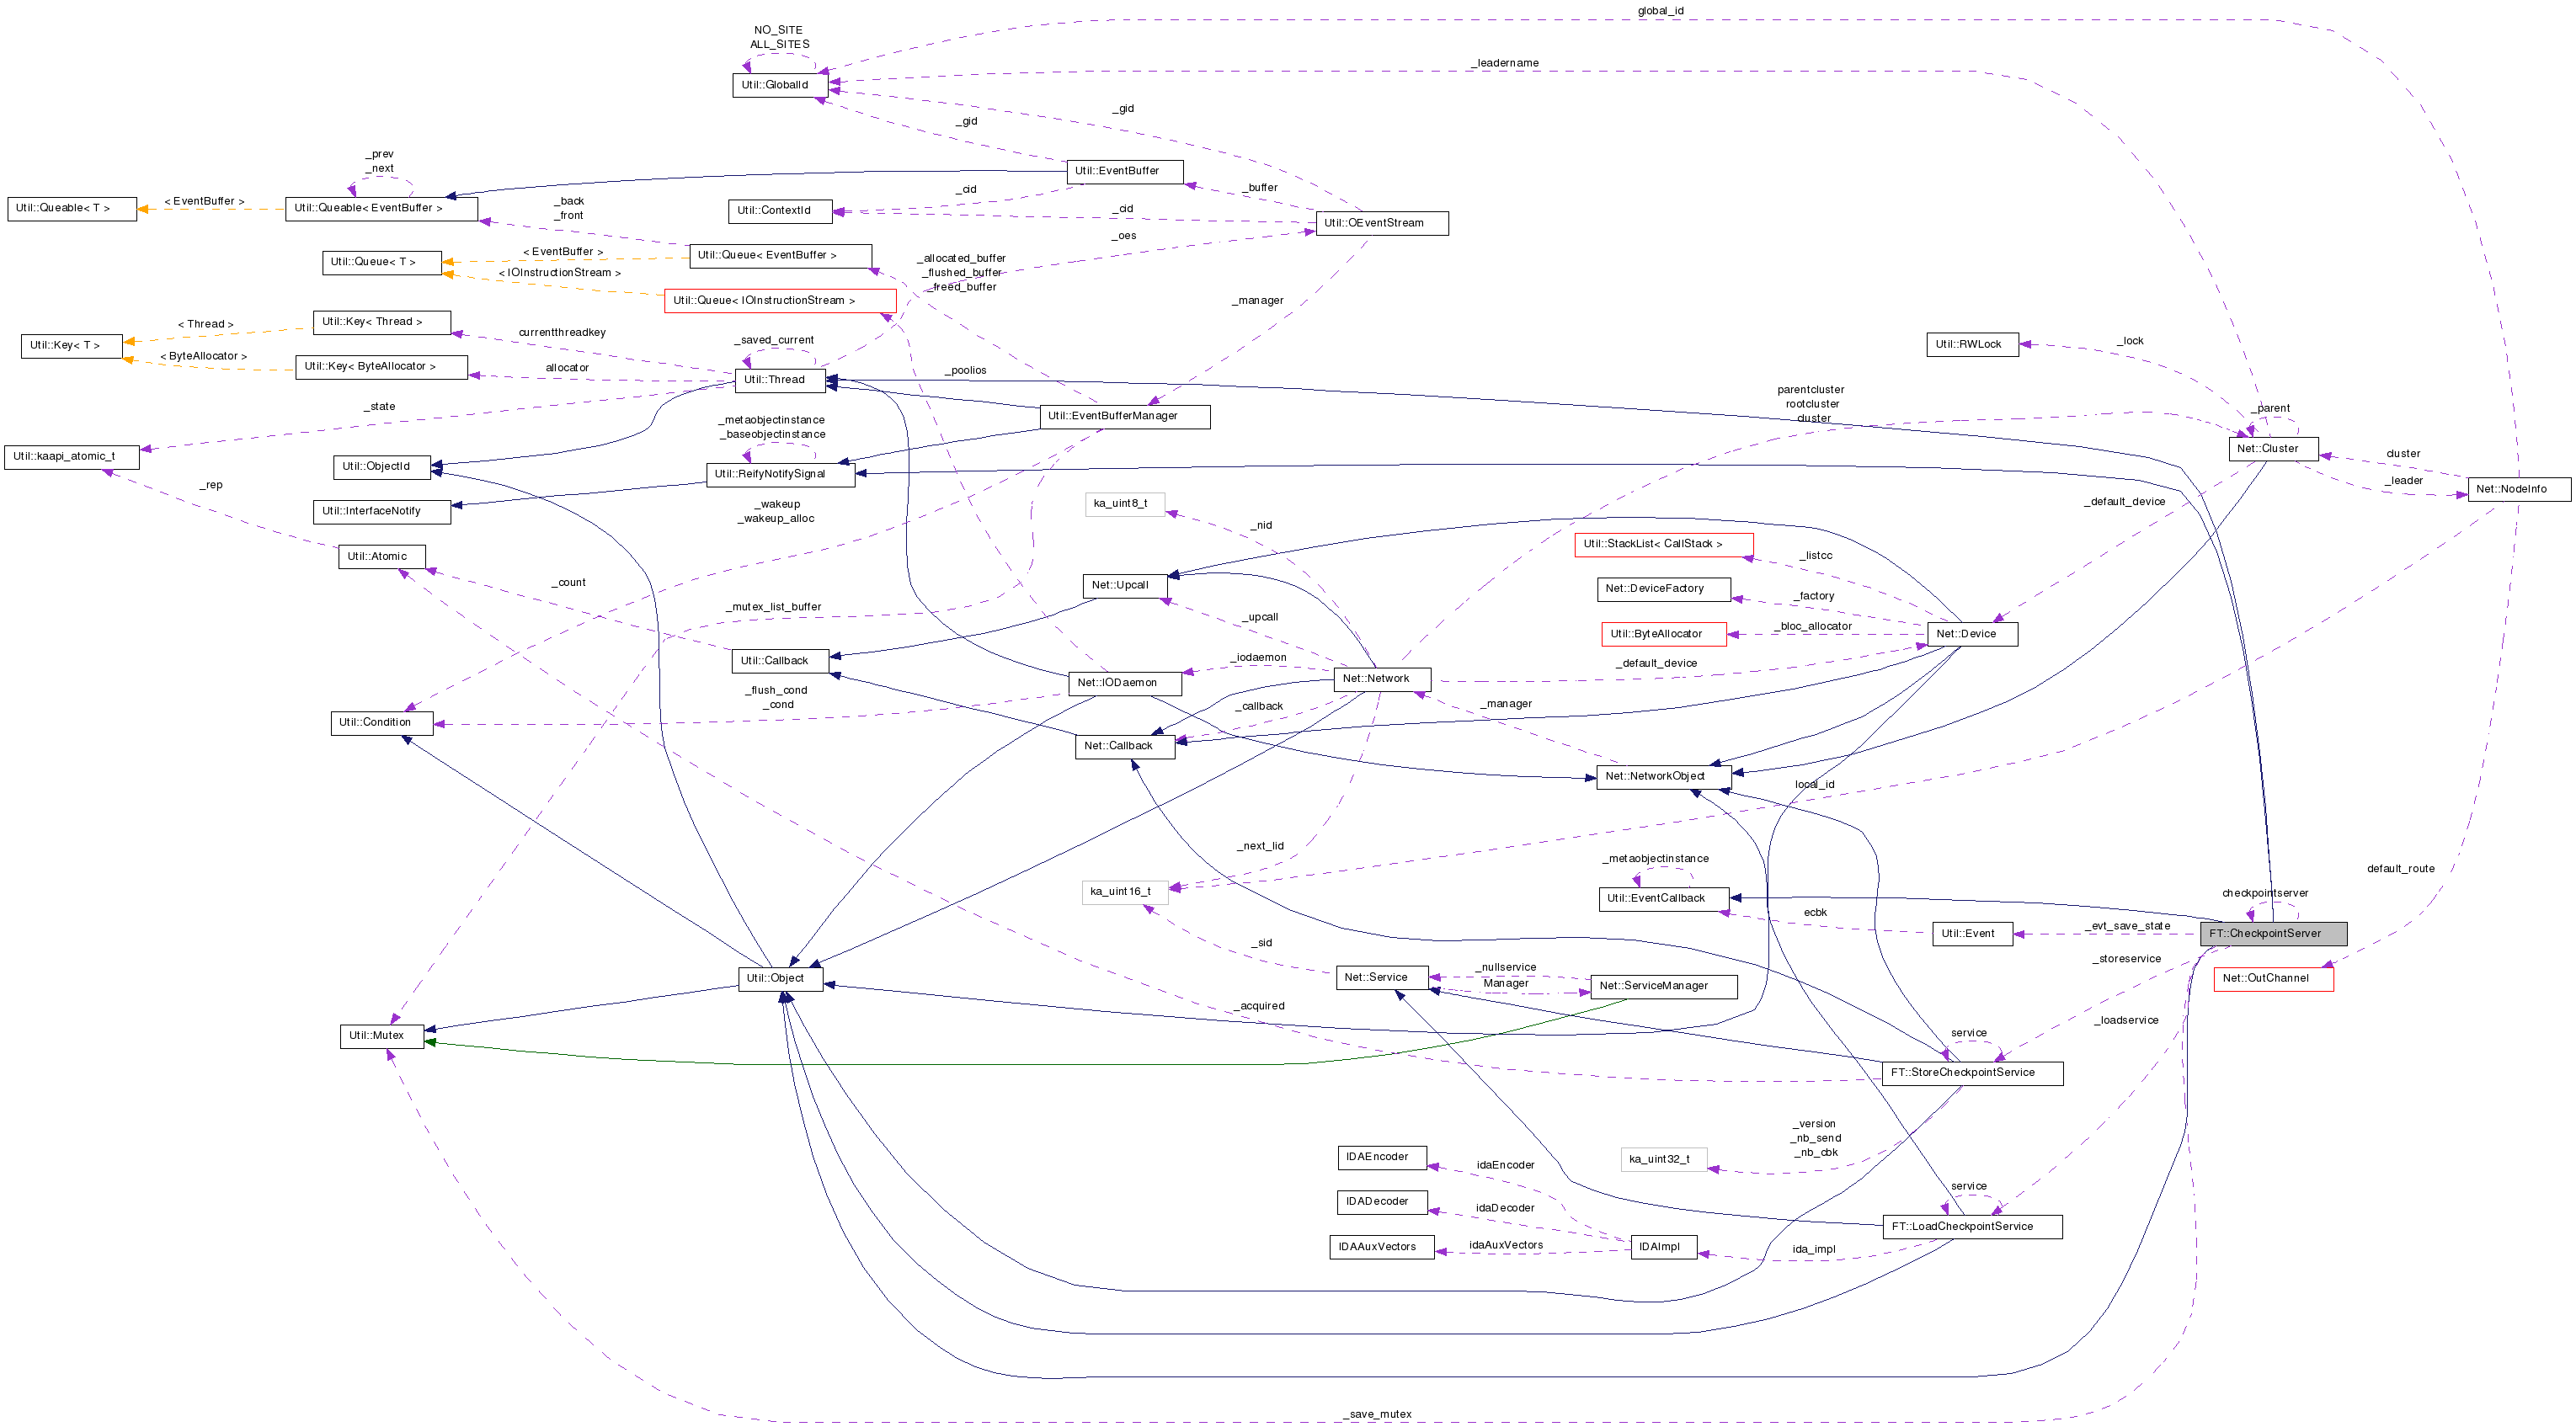 global_id
NO_SITE
ALL_SITES
_leadername
Util::GlobalId
_gid
_gid
_prev
_next
Util::EventBuffer
_buffer
_cid
_cid
< EventBuffer >
Util::Queable< T >
Util::Queable< EventBuffer >
_back
_front
Util::ContextId
Util::OEventStream
_oes
Util::Queue< T >
< EventBuffer >
< IOInstructionStream >
Util::Queue< EventBuffer >
_allocated_buffer
_flushed_buffer
_freed_buffer
Util::Queue< IOInstructionStream >
_manager
Util::Key< Thread >
< Thread >
currentthreadkey
_saved_current
Util::RWLock
_lock
Util::Key< T >
< ByteAllocator >
Util::Key< ByteAllocator >
allocator
Util::Thread
_poolios
parentcluster
rootcluster
cluster
_parent
_state
Util::EventBufferManager
_metaobjectinstance
_baseobjectinstance
Util::kaapi_atomic_t
Util::ObjectId
Util::ReifyNotifySignal
Net::Cluster
cluster
_leader
Net::NodeInfo
_rep
Util::InterfaceNotify
_wakeup
_wakeup_alloc
ka_uint8_t
_nid
_default_device
Util::StackList< CallStack >
_listcc
Util::Atomic
_count
Net::Upcall
Net::DeviceFactory
_factory
_mutex_list_buffer
_upcall
Util::ByteAllocator
_bloc_allocator
Net::Device
Util::Callback
_iodaemon
_default_device
Net::IODaemon
Net::Network
_flush_cond
_cond
_callback
_manager
Util::Condition
Net::Callback
Net::NetworkObject
local_id
_next_lid
_metaobjectinstance
default_route
ka_uint16_t
Util::EventCallback
checkpointserver
ecbk
_evt_save_state
Util::Event
FT::CheckpointServer
_sid
_nullservice
Manager
_storeservice
Util::Object
Net::Service
Net::ServiceManager
Net::OutChannel
_acquired
_loadservice
Util::Mutex
service
FT::StoreCheckpointService
_version
_nb_send
_nb_cbk
IDAEncoder
idaEncoder
ka_uint32_t
service
IDADecoder
idaDecoder
FT::LoadCheckpointService
IDAAuxVectors
idaAuxVectors
IDAImpl
ida_impl
_save_mutex